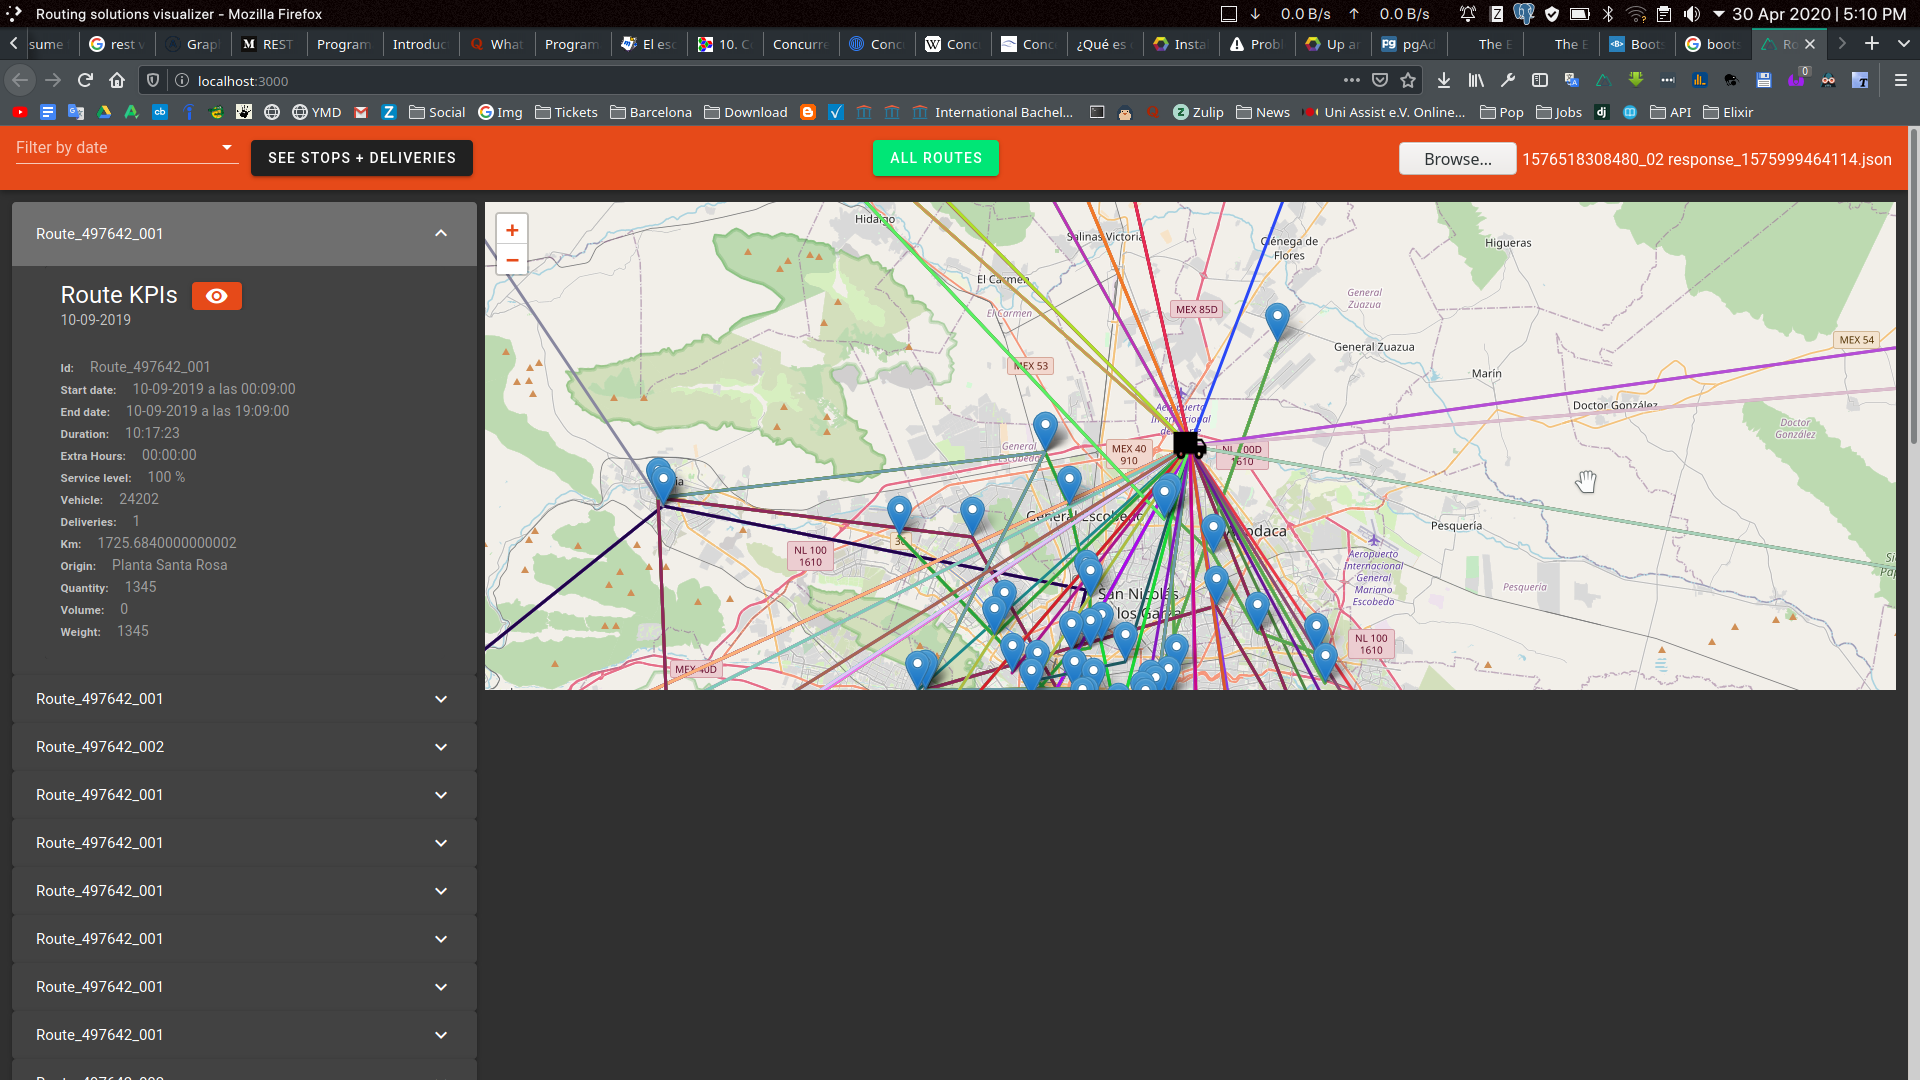 Routing solutions visualizer - Mozilla Firefox
0.0 B/s 0.0 B/s 30 Apr 2020 | 5:10 PM
sume rest v Grap REST Program Introduc What Program El esc 10. C Concurre Conc Conc Conc ¿Qué es Insta Probl Up ar pgAd The E The E Boots boots Ro
localhost:3000
0
YMD Social Img Tickets Barcelona Download International Bachel... Zulip News Uni Assist e.V. Online... Pop Jobs dj API Elixir
Filter by date
SEE STOPS + DELIVERIES
ALL ROUTES
Browse... 1576518308480_02 response_1575999464114.json
Route_497642_001
Route KPIs
10-09-2019
Id: Route_497642_001
Start date: 10-09-2019 a las 00:09:00
End date: 10-09-2019 a las 19:09:00
Duration: 10:17:23
Extra Hours: 00:00:00
Service level: 100 %
Vehicle: 24202
Deliveries: 1
Km: 1725.6840000000002
Origin: Planta Santa Rosa
Quantity: 1345
Volume: 0
Weight: 1345
Route_497642_001
Route_497642_002
Route_497642_001
Route_497642_001
Route_497642_001
Route_497642_001
Route_497642_001
Route_497642_001
+
−
Hidalgo
Salinas Victoria
Ciénega de
Flores
Higueras
El Carmen
El Carmen
General
Zuazua
MEX 85D
General Zuazua
MEX 54
MEX 53
Marín
Doctor González
Doctor
González
Aeropuerto
Internacional
General
Escobedo
MEX 40
910
NL 100D
1610
General Escobedo
Pesquería
NL 100
1610
Aeropuerto
Internacional
General
Mariano
Escobedo
Pesquería
San Nicolás
los Garza
NL 100
1610
MEX 40D